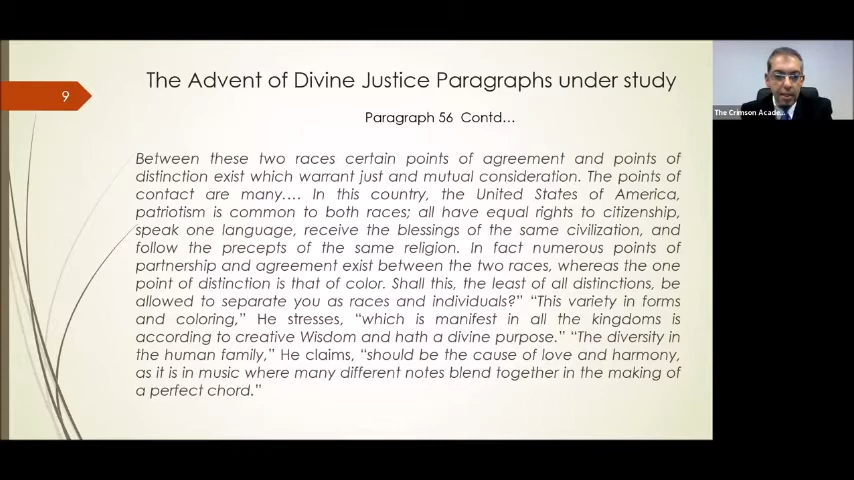 9
The Advent of Divine Justice Paragraphs under study
Paragraph 56 Contd...
Between these two races certain points of agreement and points of
distinction exist which warrant just and mutual consideration. The points of
contact are many.... In this country, the United States of America,
patriotism is common to both races; all have equal rights to citizenship,
speak one language, receive the blessings of the same civilization, and
follow the precepts of the same religion. In fact numerous points of
partnership and agreement exist between the two races, whereas the one
point of distinction is that of color. Shall this, the least of all distinctions, be
allowed to separate you as races and individuals?” “This variety in forms
and coloring,” He stresses, “which is manifest in all the kingdoms is
according to creative Wisdom and hath a divine purpose.” “The diversity in
the human family,” He claims, “should be the cause of love and harmony,
as it is in music where many different notes blend together in the making of
a perfect chord.”
The Crimson Acade...